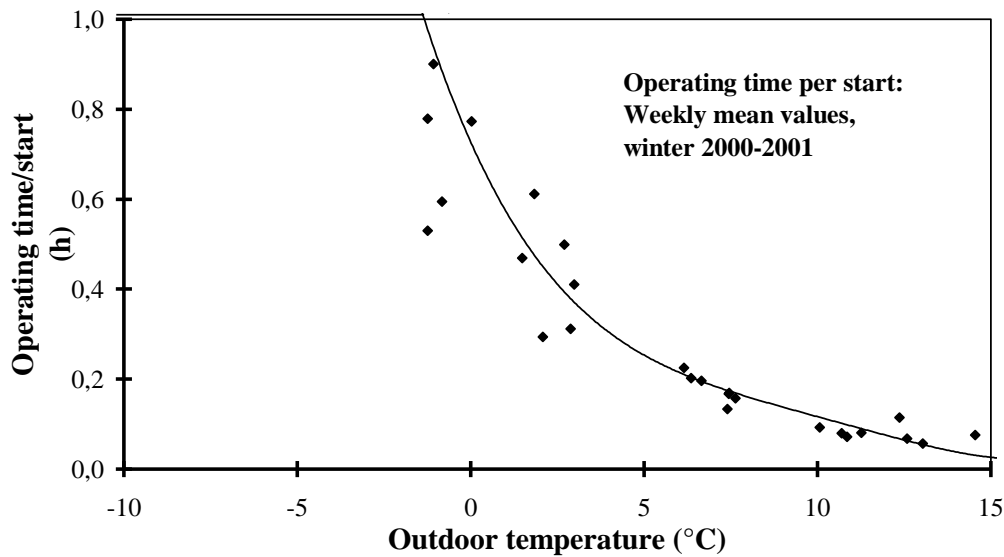 1,0
0,8
0,6
0,4
0,2
0,0
Operating time/start
(h)
Operating time per start:
Weekly mean values,
winter 2000-2001
-10
-5
0
5
10
15
Outdoor temperature (°C)